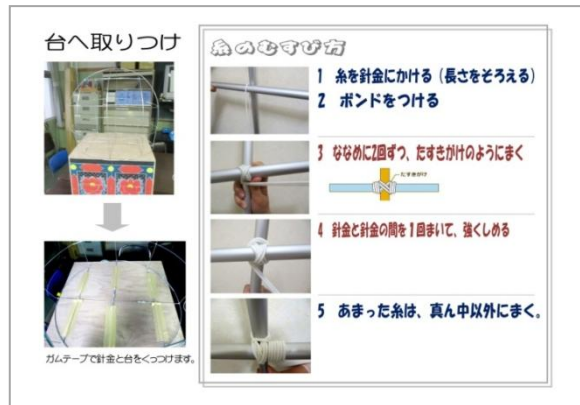 台へ取りつけ
ガムテープで針金と台をくっつけます。
糸のむすび方
1 糸を針金にかける（長さをそろえる）
2 ボンドをつける
3 ななめに2回ずつ、たすきがけのようにまく
たすきがけ
4 針金と針金の間を1回まいて、強くしめる
5 あまった糸は、真ん中以外にまく。